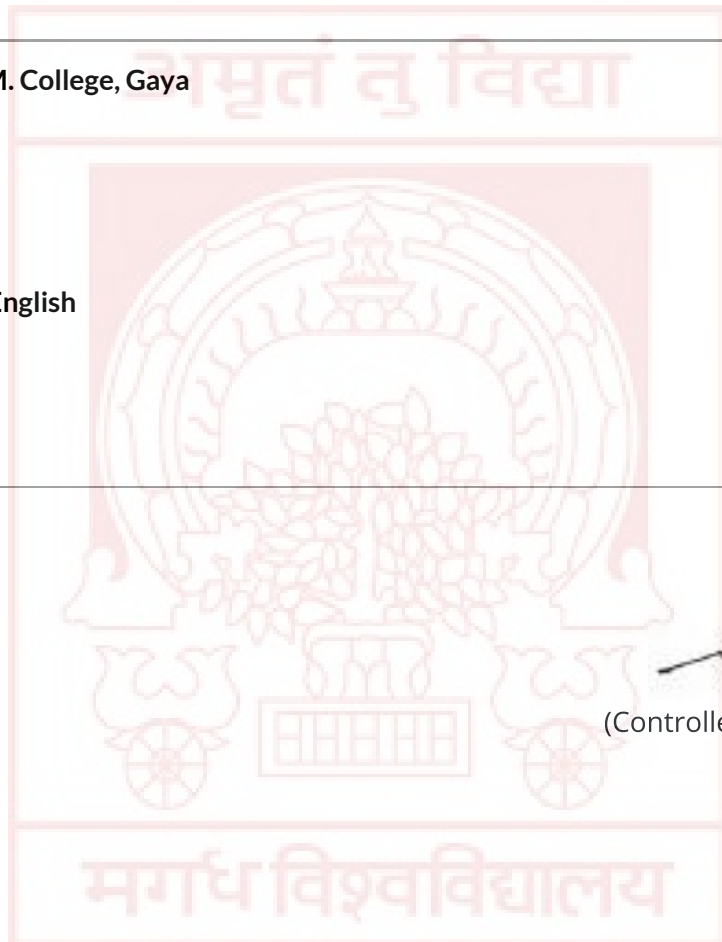 अमृतं तु विद्या
M. College, Gaya
English
(Controlle
मगध विश्वविद्यालय